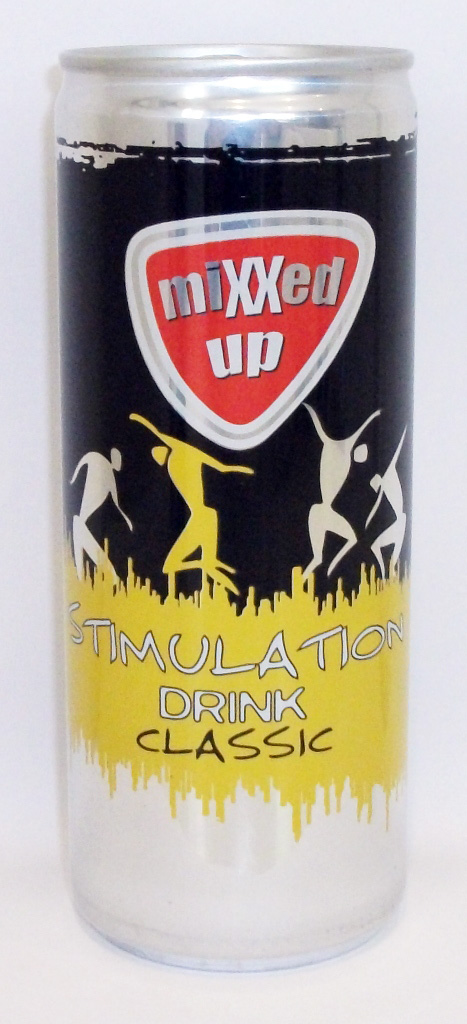 miXXed
up
STIMULATION
DRINK
CLASSIC